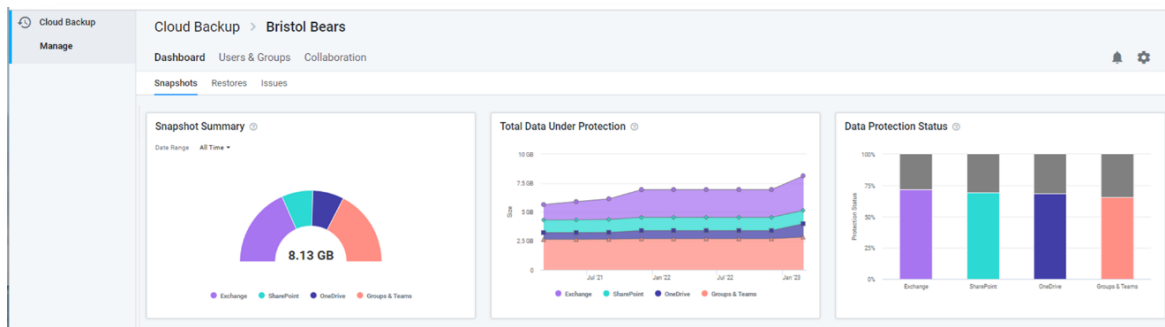 Cloud Backup
Manage
Cloud Backup > Bristol Bears
Dashboard Users & Groups Collaboration
Snapshots Restores Issues
Snapshot Summary
Date Range All Time
8.13 GB
Exchange SharePoint OneDrive Groups & Teams
Total Data Under Protection
10 GB
7.5 GB
5 GB
2.5 GB
0
Size
Jul '21 Jan '22 Jul '22 Jan '23
Exchange SharePoint OneDrive Groups & Teams
Data Protection Status
100%
75%
50%
25%
0%
Protection Status
Exchange SharePoint OneDrive Groups & Teams